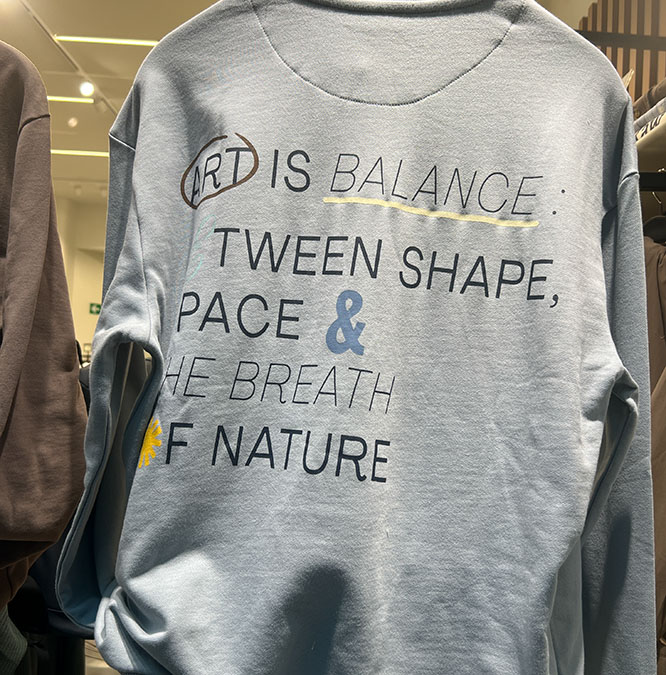 ART IS BALANCE :
TWEEN SHAPE,
PACE &
HE BREATH
F NATURE